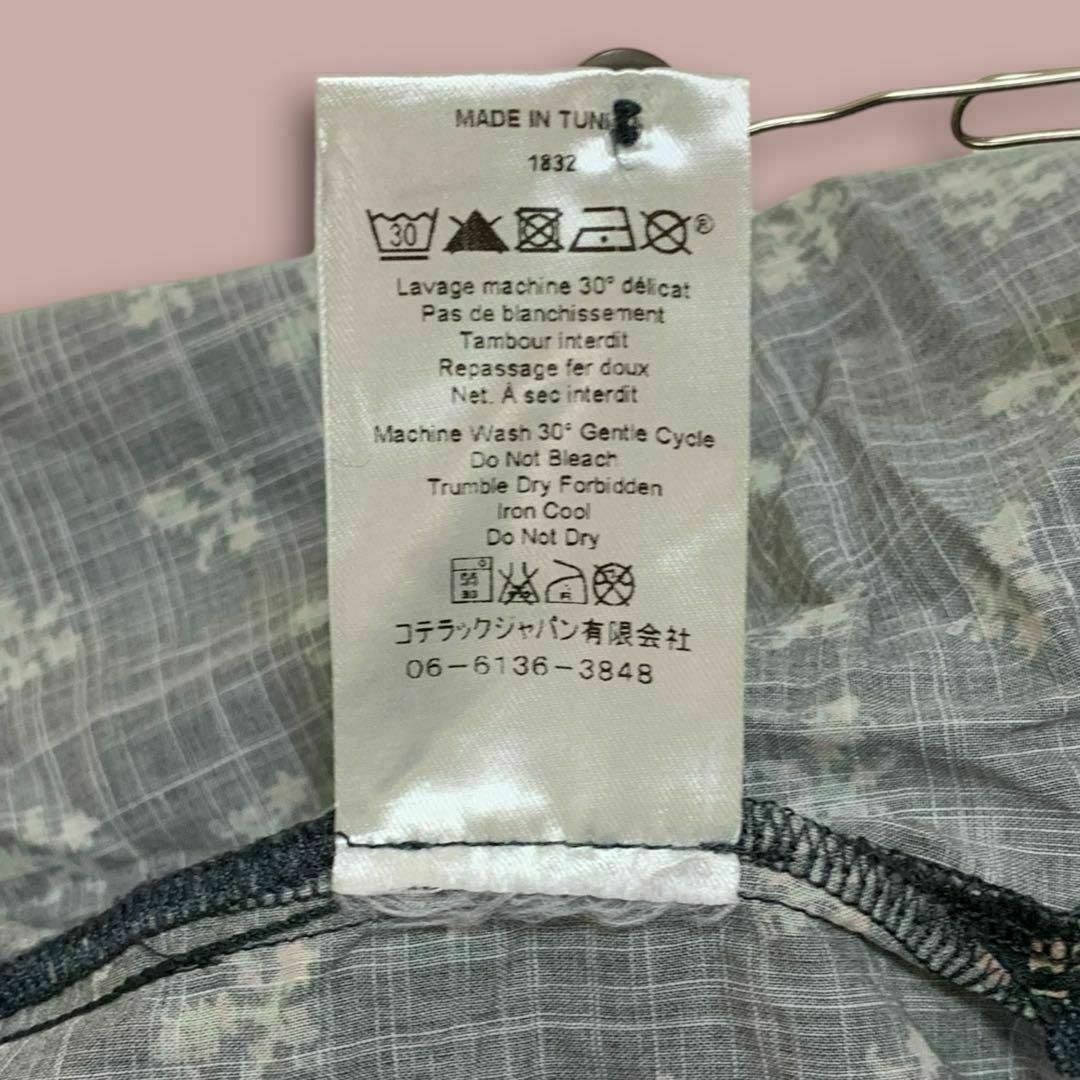 MADE IN
1832
30
Lavage machine 30° délicat
Pas de blanchissement
Tambour interdit
Repassage fer doux
Net. À sec interdit
Machine Wash 30° Gentle Cycle
Do Not Bleach
Trumble Dry Forbidden
Iron Cool
Do Not Dry
コテラックジャパン有限会社
06-6136-3848